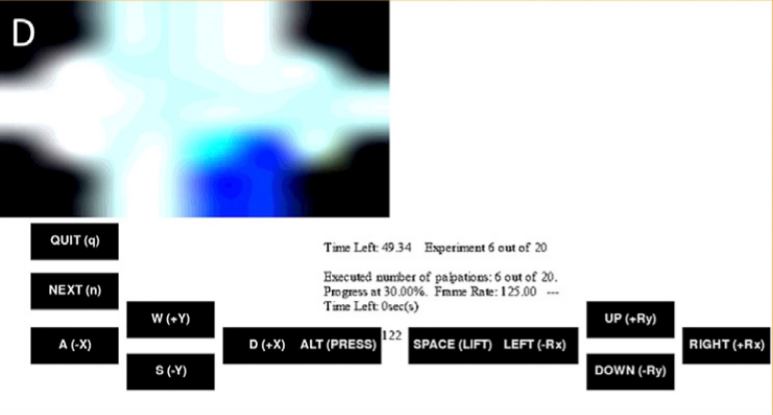 D
QUIT (q)
Time Left: 49.34 Experiment 6 out of 20
NEXT (n)
Executed number of palpations: 6 out of 20.
Progress at 30.00%. Frame Rate: 125.00 ---
Time Left: 0sec(s)
W (+Y)
UP (+Ry)
A (-X)
D (+X) ALT (PRESS)
122
SPACE (LIFT) LEFT (-Rx)
RIGHT (+Rx)
S (-Y)
DOWN (-Ry)